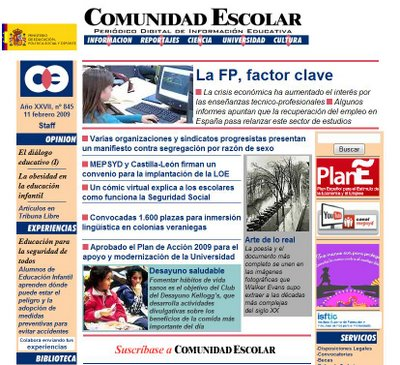 COMUNIDAD ESCOLAR
PERIÓDICO DIGITAL DE INFORMACIÓN EDUCATIVA
INFORMACIÓN REPORTAJES CIENCIA UNIVERSIDAD CULTURA
MINISTERIO
DE EDUCACIÓN,
POLÍTICA SOCIAL Y DEPORTE
Año XXVII, nº 845
11 febrero 2009
Staff
OPINION
El diálogo
educativo (I)
La obesidad en
la educación
infantil
Artículos en
Tribuna Libre
EXPERIENCIAS
Educación para
la seguridad de
todos
Alumnos de
Educación Infantil
aprenden dónde
puede estar el
peligro y la
adopción de
medidas
preventivas para
evitar accidentes
Colabora enviando tus
experiencias
BIBLIOTECA
La FP, factor clave
La crisis económica ha aumentado el interés por
las enseñanzas tecnico-profesionales Algunos
informes apuntan que la recuperación del empleo en
España pasa relanzar este sector de estudios
Varias organizaciones y sindicatos progresistas presentan
un manifiesto contra segregación por razón de sexo
MEPSYD y Castilla-León firman un
convenio para la implantación de la LOE
Un cómic virtual explica a los escolares
como funciona la Seguridad Social
Convocadas 1.600 plazas para inmersión
lingüística en colonias veraniegas
Aprobado el Plan de Acción 2009 para el
apoyo y modernización de la Universidad
Desayuno saludable
Fomentar hábitos de vida
sanos es el objetivo del Club
del Desayuno Kellogg's, que
desarrolla actividades
divulgativas sobre los
beneficios de la comida más
importante del día
Arte de lo real
La poesía y el
documento más
completo se unen en
las imágenes
fotográficas que
Walker Evans supo
extraer a las décadas
más complejas
del siglo XX
Suscríbase a COMUNIDAD ESCOLAR
Buscar
PlanE
Plan Español para el Estímulo de
la Economía y el Empleo
You Tube
canal
mepsyd
isftic
SERVICIOS
-Disposiciones Legales
-Convocatorias
-Becas